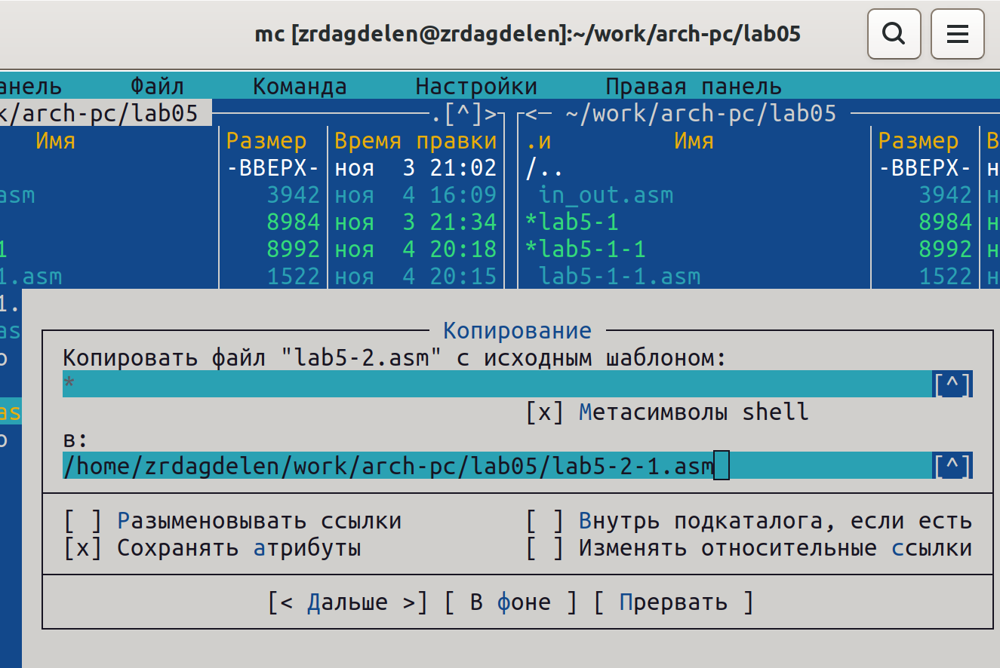 mc [zrdagdelen@zrdagdelen]:~/work/arch-pc/lab05
анель Файл Команда Настройки Правая панель
k/arch-pc/lab05 .[^]> <─ ~/work/arch-pc/lab05
Имя Размер Время правки .и Имя Размер В
-ВВЕРХ- ноя 3 21:02 /.. -ВВЕРХ- н
asm 3942 ноя 4 16:09 in_out.asm 3942 н
8984 ноя 3 21:34 *lab5-1 8984 н
1 8992 ноя 4 20:18 *lab5-1-1 8992 н
1.asm 1522 ноя 4 20:15 lab5-1-1.asm 1522 н
1.
as Копирование
o Копировать файл "lab5-2.asm" с исходным шаблоном:
* [^]
as [x] Метасимволы shell
o в:
/home/zrdagdelen/work/arch-pc/lab05/lab5-2-1.asm [^]
[ ] Разыменовывать ссылки [ ] Внутрь подкаталога, если есть
[x] Сохранять атрибуты [ ] Изменять относительные ссылки
[< Дальше >] [ В фоне ] [ Прервать ]